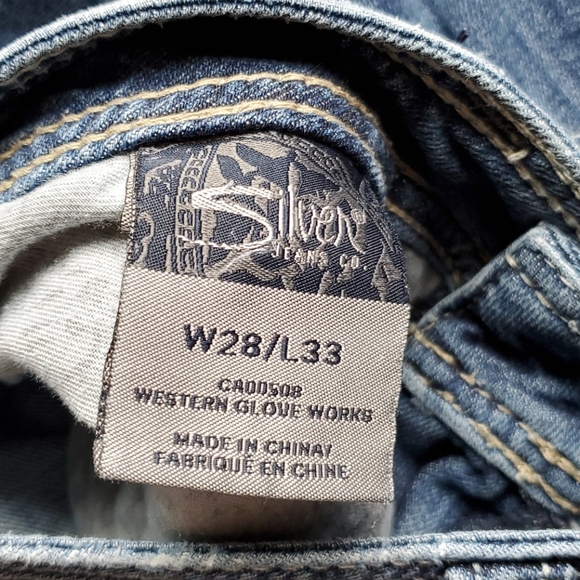 Silver
JEANS CO.
W28/L33
CA00508
WESTERN GLOVE WORKS
MADE IN CHINA/
FABRIQUÉ EN CHINE